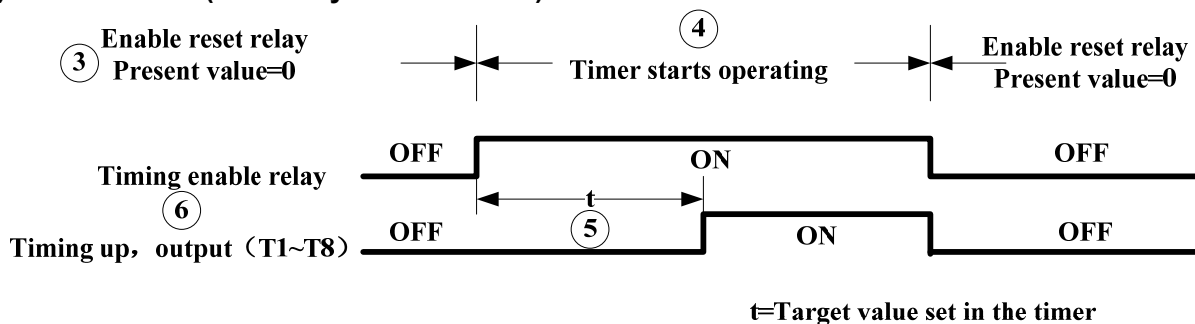 ④
Enable reset relay
③ Present value=0
Timer starts operating
Enable reset relay
Present value=0
OFF
ON
OFF
Timing enable relay
t
⑥
⑤
Timing up，output（T1~T8）
OFF
ON
OFF
t=Target value set in the timer